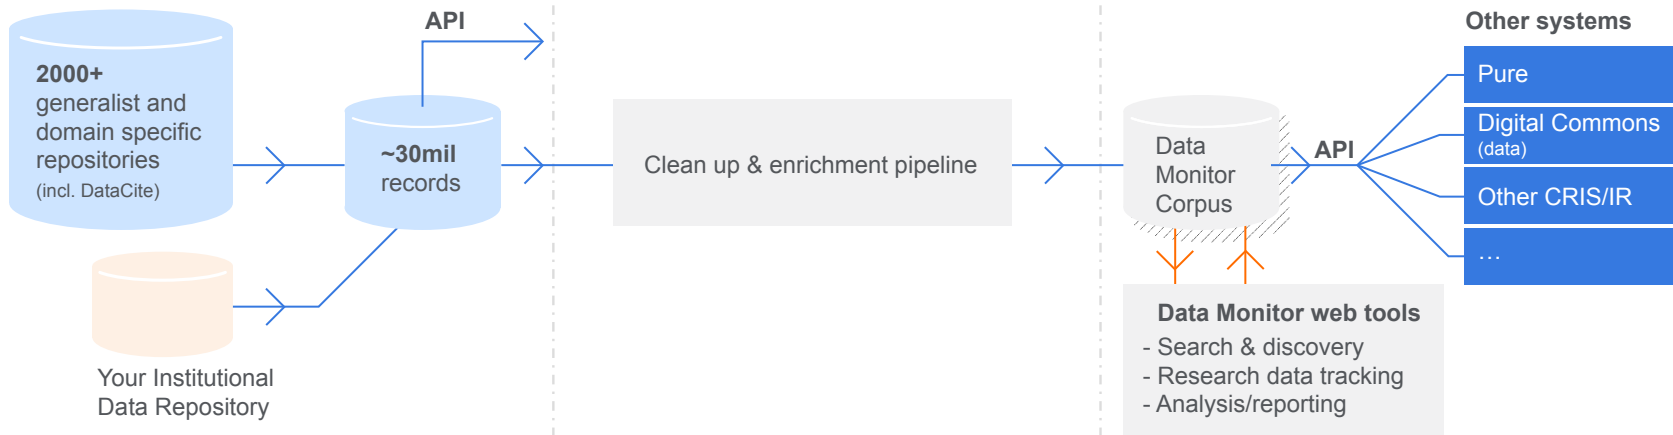 2000+
generalist and
domain specific
repositories
(incl. DataCite)
Your Institutional
Data Repository
API
~30mil
records
Clean up & enrichment pipeline
Data
Monitor
Corpus
API
Data Monitor web tools
- Search & discovery
- Research data tracking
- Analysis/reporting
Other systems
Pure
Digital Commons
(data)
Other CRIS/IR
…